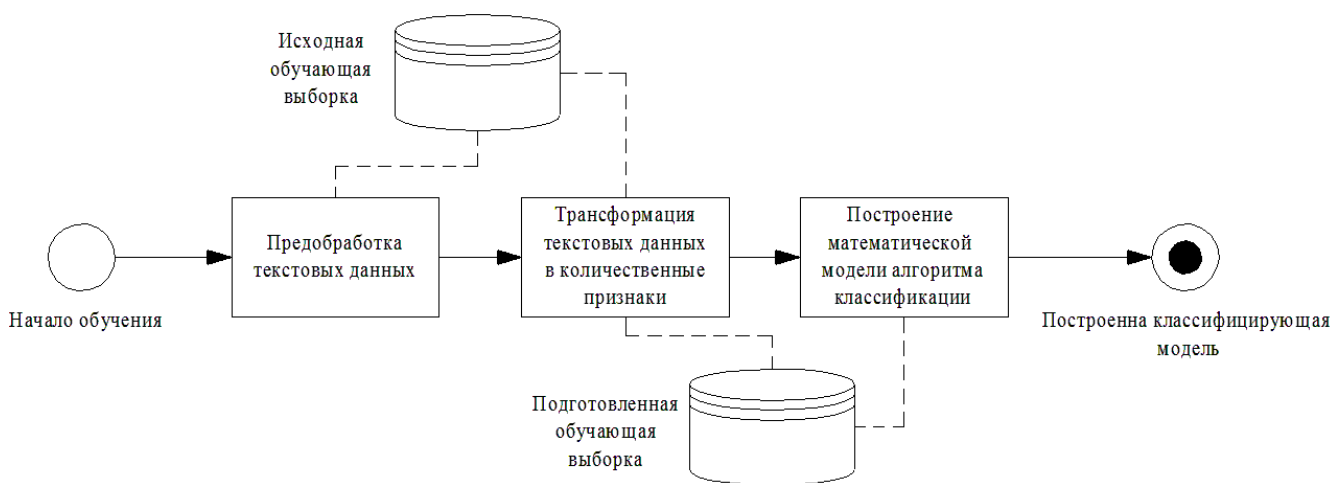 Исходная
обучающая
выборка
Предобработка
текстовых данных
Трансформация
текстовых данных
в количественные
признаки
Построение
математической
модели алгоритма
классификации
Начало обучения
Построенна классифицирующая
модель
Подготовленная
обучающая
выборка